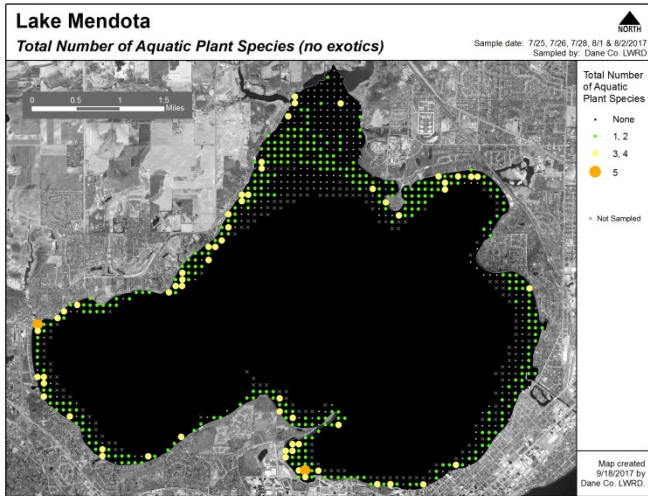 Lake Mendota
Total Number of Aquatic Plant Species (no exotics)
NORTH
Sample date: 7/25, 7/26, 7/28, 8/1 & 8/2/2017
Sampled by: Dane Co. LWRD
0 0.5 1 1.5
Miles
Total Number
of Aquatic
Plant Species
None
1, 2
3, 4
5
Not Sampled
Map created
9/18/2017 by
Dane Co. LWRD.